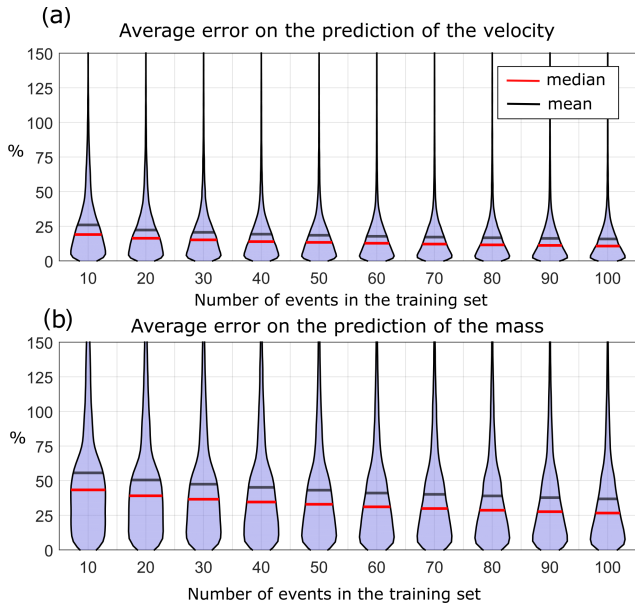 (a)
Average error on the prediction of the velocity
150
125
100
75
50
25
0
%
median
mean
10 20 30 40 50 60 70 80 90 100
Number of events in the training set
(b)
Average error on the prediction of the mass
150
125
100
75
50
25
0
%
10 20 30 40 50 60 70 80 90 100
Number of events in the training set